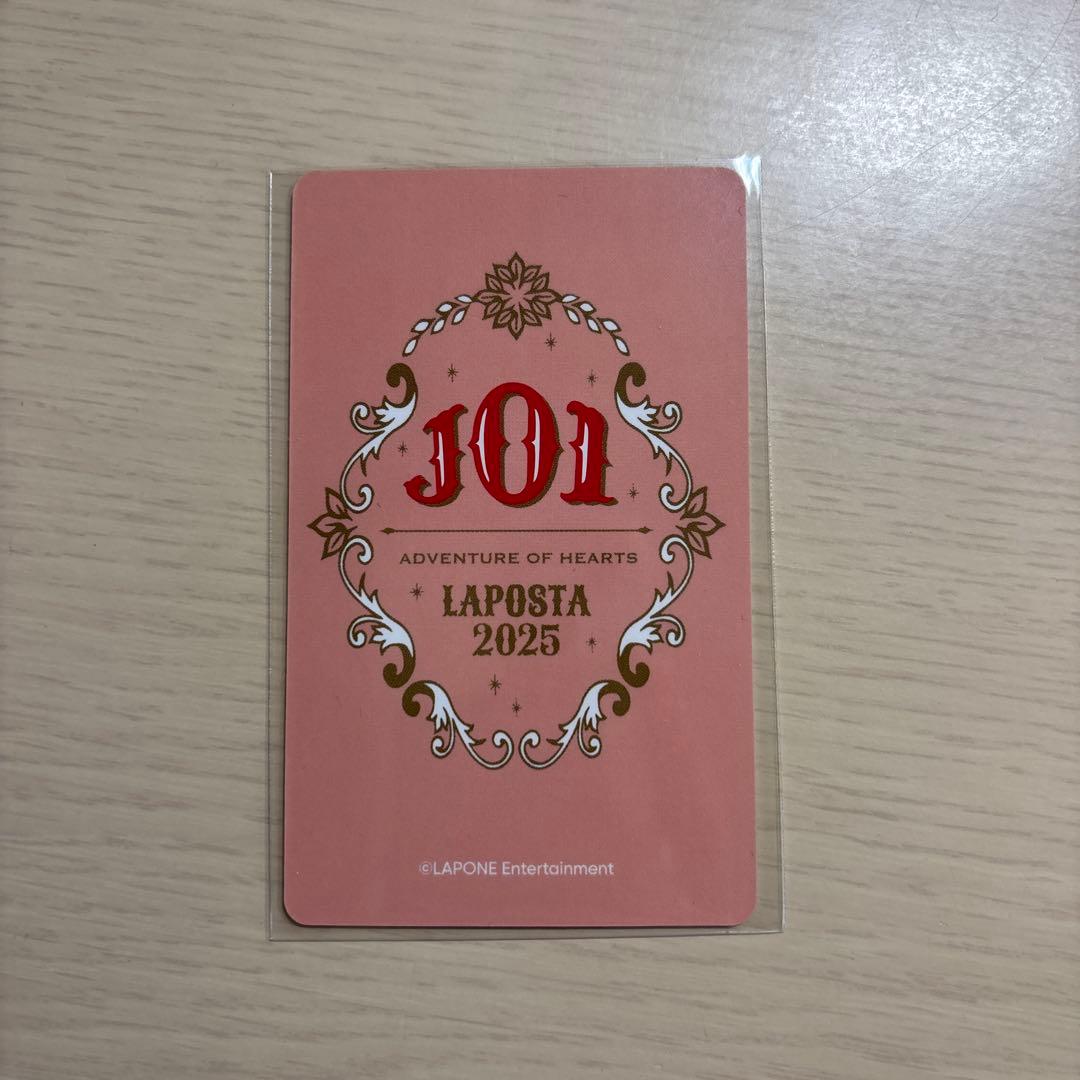 JO1
ADVENTURE OF HEARTS
LAPOSTA
2025
©LAPONE Entertainment